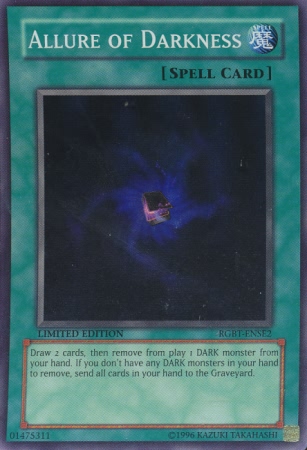 ALLURE OF DARKNESS 魔
[SPELL CARD]
LIMITED EDITION RGBT-ENSE2
Draw 2 cards, then remove from play 1 DARK monster from
your hand. If you don't have any DARK monsters in your hand
to remove, send all cards in your hand to the Graveyard.
01475311 ©1996 KAZUKI TAKAHASHI